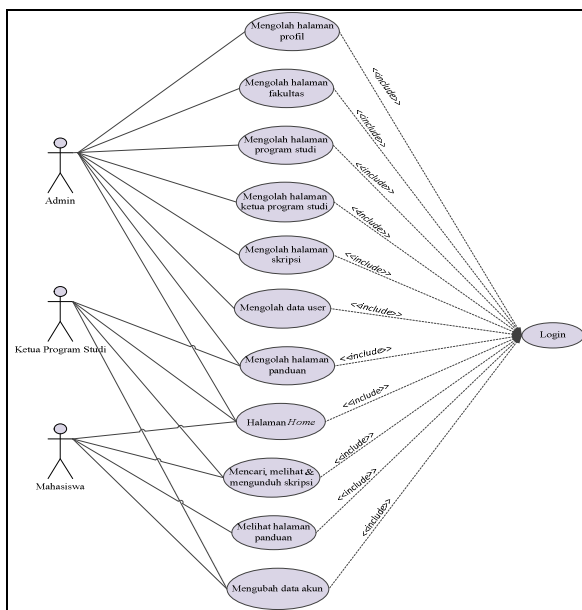 Mengolah halaman
profil
<<include>>
Mengolah halaman
fakultas
<<include>>
Mengolah halaman
program studi
<<include>>
Admin
Mengolah halaman
ketua program studi
<<include>>
Mengolah halaman
skripsi
<<include>>
Mengolah data user
<<include>>
Ketua Program Studi
Login
Mengolah halaman
panduan
<<include>>
Halaman Home
<<include>>
Mahasiswa
Mencari, melihat &
mengunduh skripsi
<<include>>
Melihat halaman
panduan
<<include>>
Mengubah data akun
<<include>>